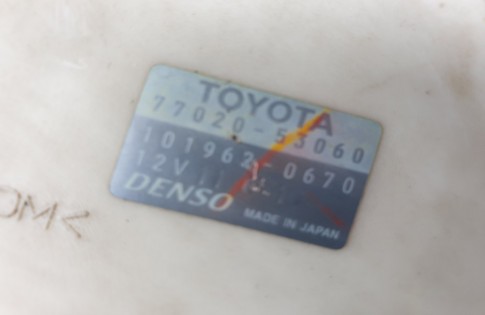 TOYOTA
77020-53060
101962-0670
12V
DENSO MADE IN JAPAN